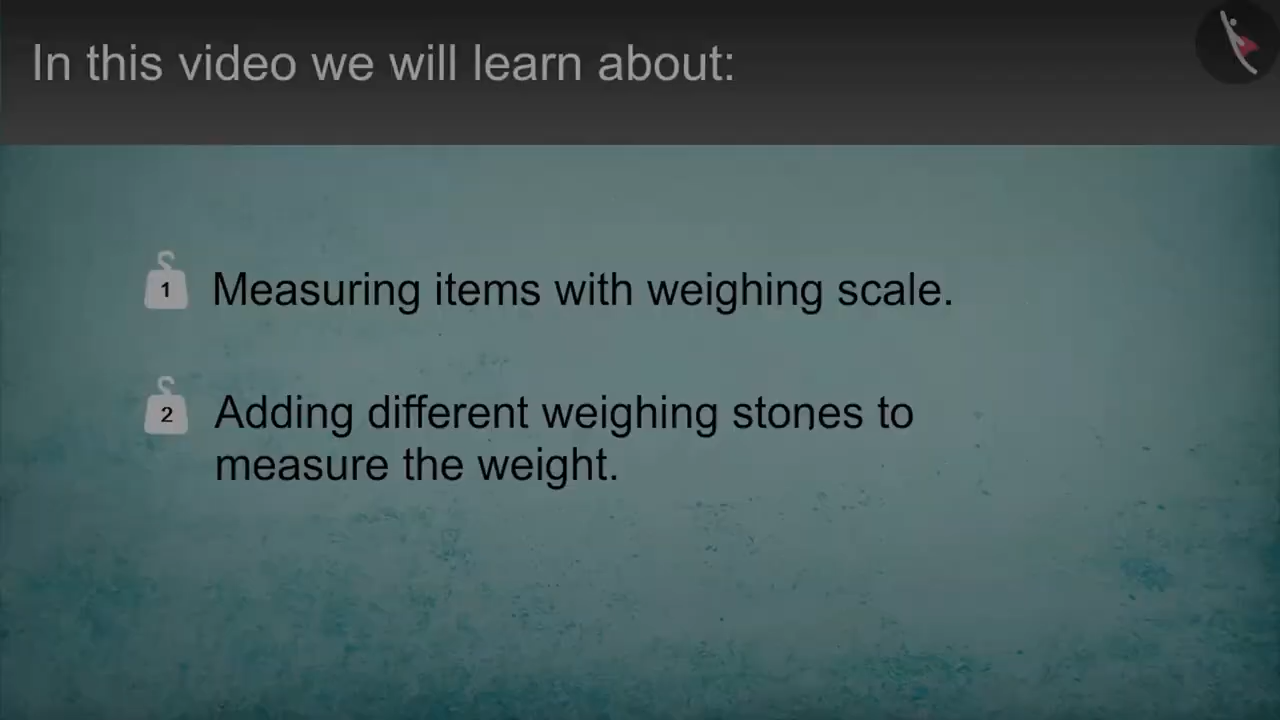 In this video we will learn about:
1 Measuring items with weighing scale.
2 Adding different weighing stones to
measure the weight.